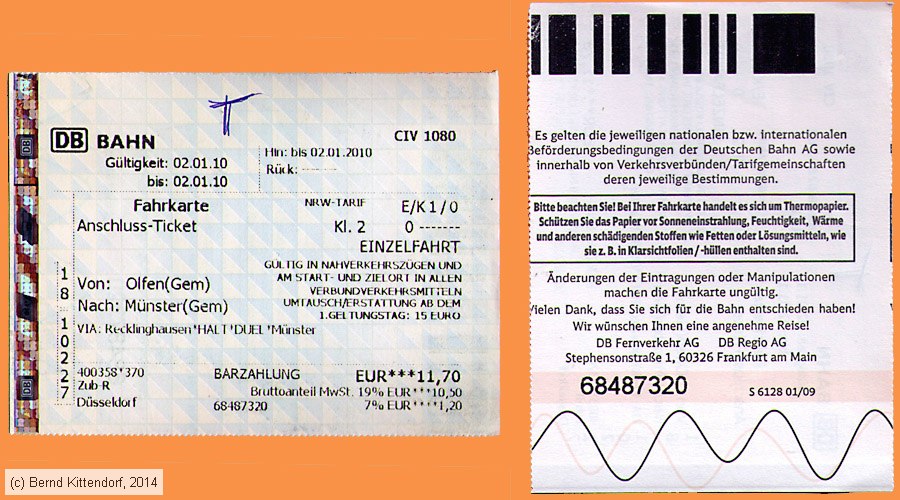 DB BAHN
CIV 1080
Gültigkeit: 02.01.10
bis: 02.01.10
Hin: bis 02.01.2010
Rück: -------
Fahrkarte
NRW-TARIF
E/K 1 / 0
Anschluss-Ticket
Kl. 2
0 -------
EINZELFAHRT
GÜLTIG IN NAHVERKEHRSZÜGEN UND
AM START- UND ZIELORT IN ALLEN
VERBUNDVERKEHRSMITTELN
UMTAUSCH/ERSTATTUNG AB DEM
1.GELTUNGSTAG: 15 EURO
18 102227
Von: Olfen(Gem)
Nach: Münster(Gem)
VIA: Recklinghausen*HALT*DUEL*Münster
400358*370
BARZAHLUNG
EUR***11,70
Zub-R
Bruttoanteil MwSt. 19% EUR***10,50
Düsseldorf
68487320
7% EUR****1,20
Es gelten die jeweiligen nationalen bzw. internationalen
Beförderungsbedingungen der Deutschen Bahn AG sowie
innerhalb von Verkehrsverbünden/Tarifgemeinschaften
deren jeweilige Bestimmungen.
Bitte beachten Sie! Bei Ihrer Fahrkarte handelt es sich um Thermopapier.
Schützen Sie das Papier vor Sonneneinstrahlung, Feuchtigkeit, Wärme
und anderen schädigenden Stoffen wie Fetten oder Lösungsmitteln, wie
sie z. B. in Klarsichtfolien/-hüllen enthalten sind.
Änderungen der Eintragungen oder Manipulationen
machen die Fahrkarte ungültig.
Vielen Dank, dass Sie sich für die Bahn entschieden haben!
Wir wünschen Ihnen eine angenehme Reise!
DB Fernverkehr AG DB Regio AG
Stephensonstraße 1, 60326 Frankfurt am Main
68487320
S 6128 01/09
(c) Bernd Kittendorf, 2014